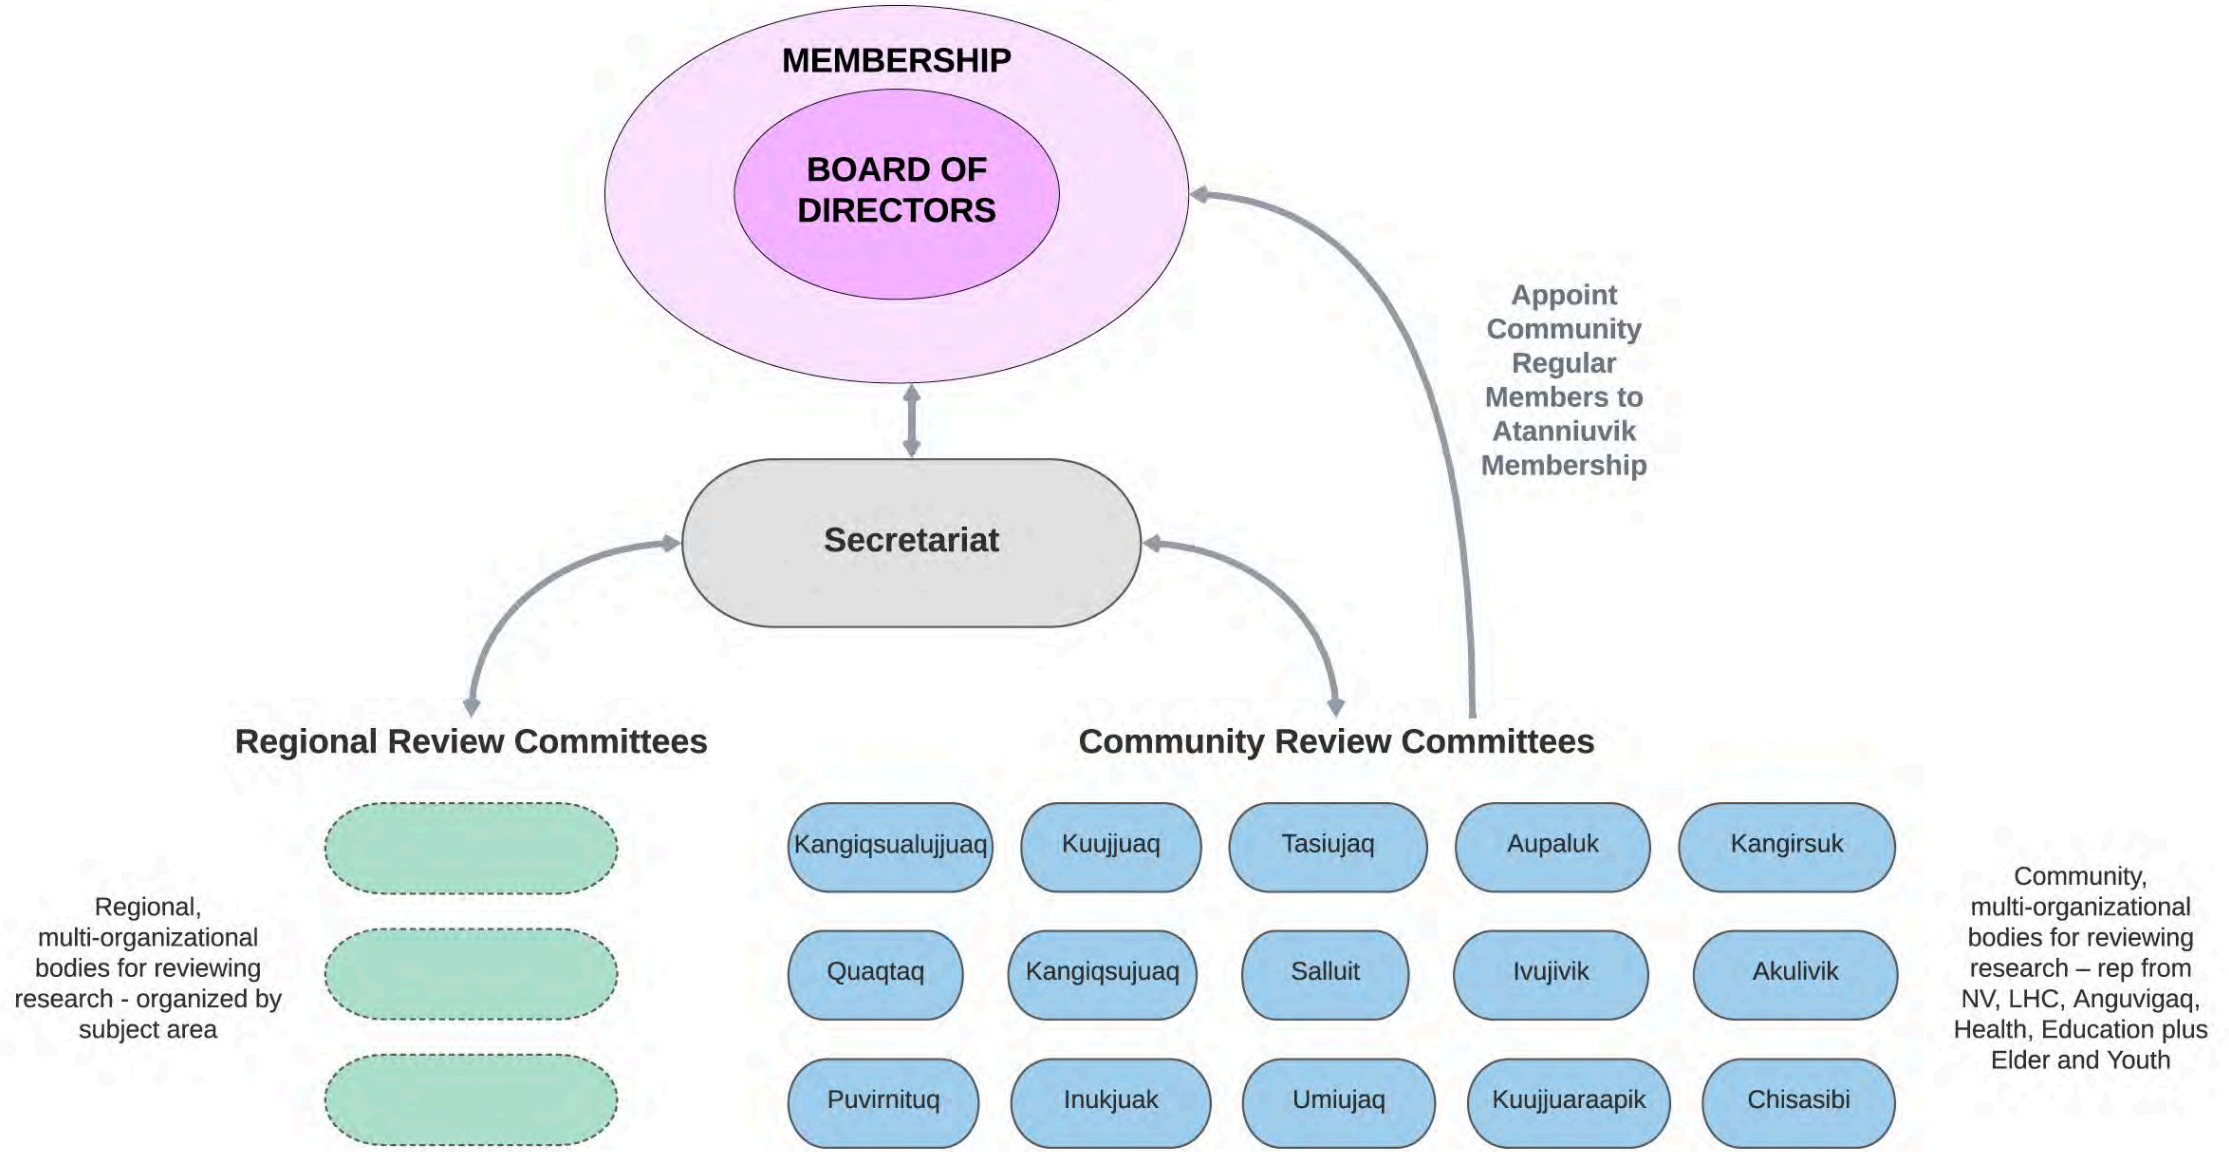 MEMBERSHIP
BOARD OF
DIRECTORS
Appoint
Community
Regular
Members to
Atanniuvik
Membership
Secretariat
Regional Review Committees
Community Review Committees
Regional,
multi-organizational
bodies for reviewing
research - organized by
subject area
Kangiqsualujjuaq
Kuujjuaq
Tasiujaq
Aupaluk
Kangirsuk
Quaqtaq
Kangiqsujuaq
Salluit
Ivujivik
Akulivik
Puvirnituq
Inukjuak
Umiujaq
Kuujjuaraapik
Chisasibi
Community,
multi-organizational
bodies for reviewing
research – rep from
NV, LHC, Anguvigaq,
Health, Education plus
Elder and Youth